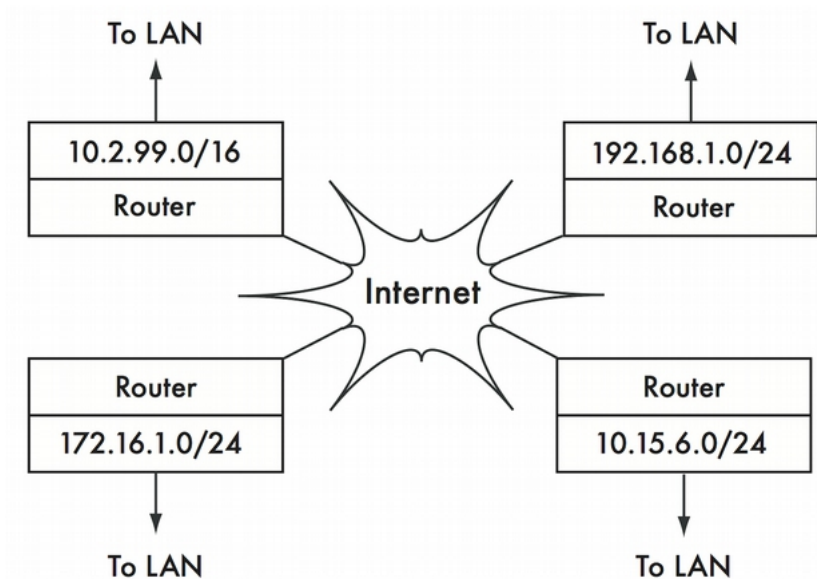 To LAN
To LAN
10.2.99.0/16
192.168.1.0/24
Router
Router
Internet
Router
Router
172.16.1.0/24
10.15.6.0/24
To LAN
To LAN